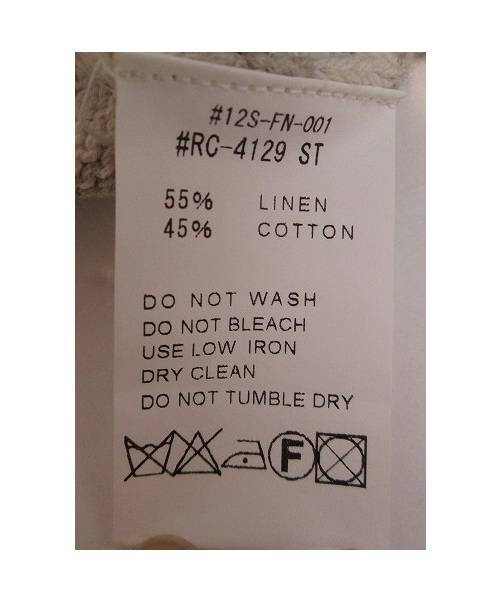 #12S-FN-001
#RC-4129 ST
55% LINEN
45% COTTON
DO NOT WASH
DO NOT BLEACH
USE LOW IRON
DRY CLEAN
DO NOT TUMBLE DRY
F